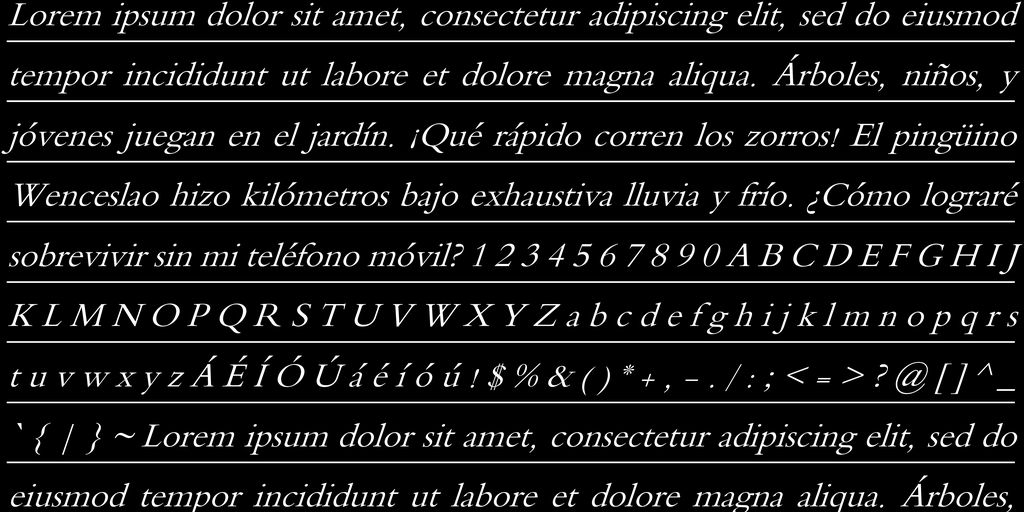 Lorem ipsum dolor sit amet, consectetur adipiscing elit, sed do eiusmod
tempor incididunt ut labore et dolore magna aliqua. Árboles, niños, y
jóvenes juegan en el jardín. ¡Qué rápido corren los zorros! El pingüino
Wenceslao hizo kilómetros bajo exhaustiva lluvia y frío. ¿Cómo lograré
sobrevivir sin mi teléfono móvil? 1 2 3 4 5 6 7 8 9 0 A B C D E F G H I J
K L M N O P Q R S T U V W X Y Z a b c d e f g h i j k l m n o p q r s
t u v w x y z Á É Í Ó Ú á é í ó ú ! $ % & ( ) * + , – . / : ; < = > ? @ [ ] ^ _
` { | } ~ Lorem ipsum dolor sit amet, consectetur adipiscing elit, sed do
eiusmod tempor incididunt ut labore et dolore magna aliqua. Árboles,